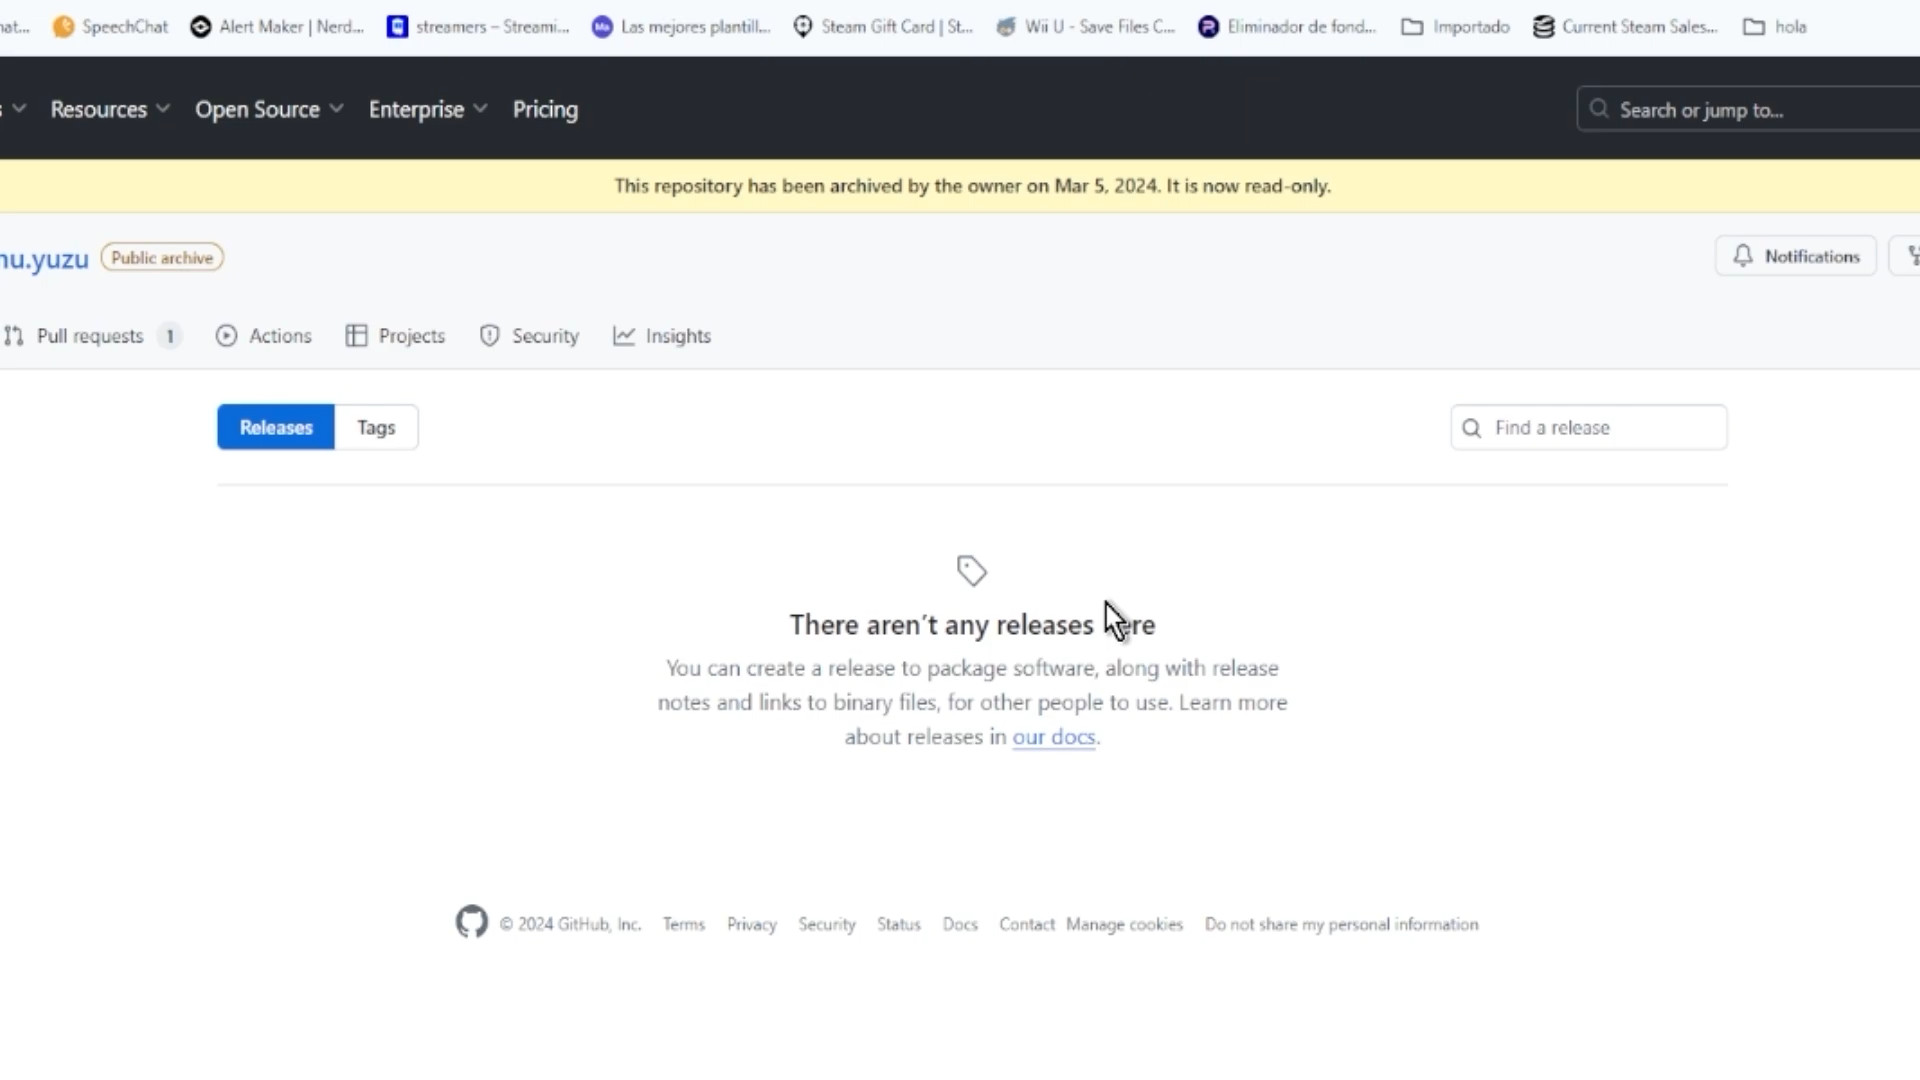 SpeechChat Alert Maker | Nerd... streamers – Streami... Las mejores plantill... Steam Gift Card | St... Wii U - Save Files C... Eliminador de fond... Importado Current Steam Sales... hola
Resources Open Source Enterprise Pricing Search or jump to...
This repository has been archived by the owner on Mar 5, 2024. It is now read-only.
nu.yuzu Public archive Notifications
Pull requests 1 Actions Projects Security Insights
Releases Tags Find a release
There aren't any releases here
You can create a release to package software, along with release
notes and links to binary files, for other people to use. Learn more
about releases in our docs.
© 2024 GitHub, Inc. Terms Privacy Security Status Docs Contact Manage cookies Do not share my personal information